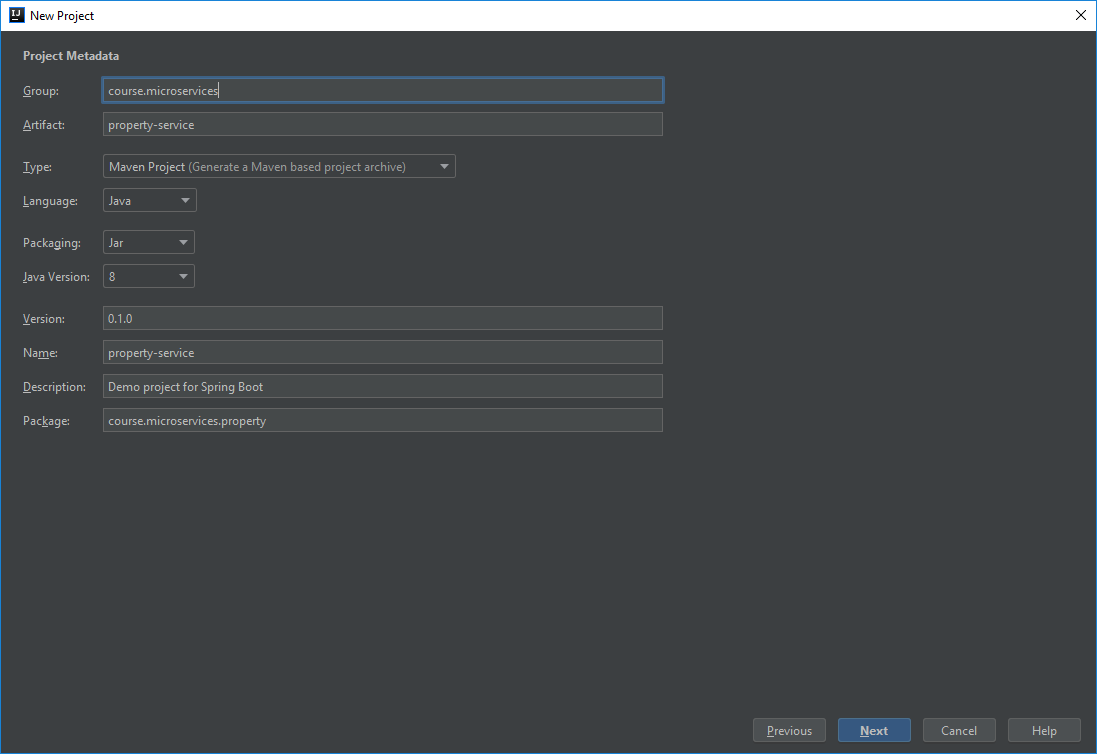 IJ New Project
Project Metadata
Group: course.microservices
Artifact: property-service
Type: Maven Project (Generate a Maven based project archive)
Language: Java
Packaging: Jar
Java Version: 8
Version: 0.1.0
Name: property-service
Description: Demo project for Spring Boot
Package: course.microservices.property
Previous Next Cancel Help